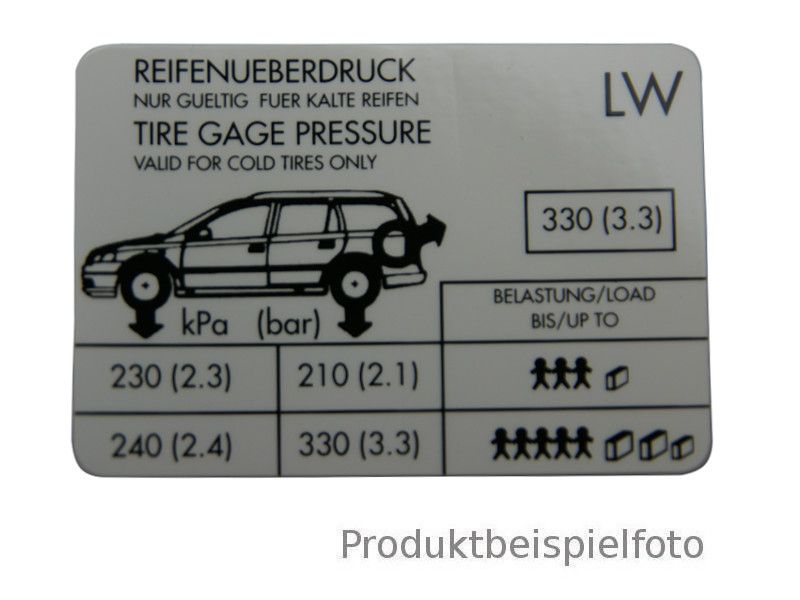 REIFENUEBERDRUCK
NUR GUELTIG FUER KALTE REIFEN
TIRE GAGE PRESSURE
VALID FOR COLD TIRES ONLY
LW
330 (3.3)
kPa (bar)
BELASTUNG/LOAD
BIS/UP TO
230 (2.3) 210 (2.1)
240 (2.4) 330 (3.3)
Produktbeispielfoto